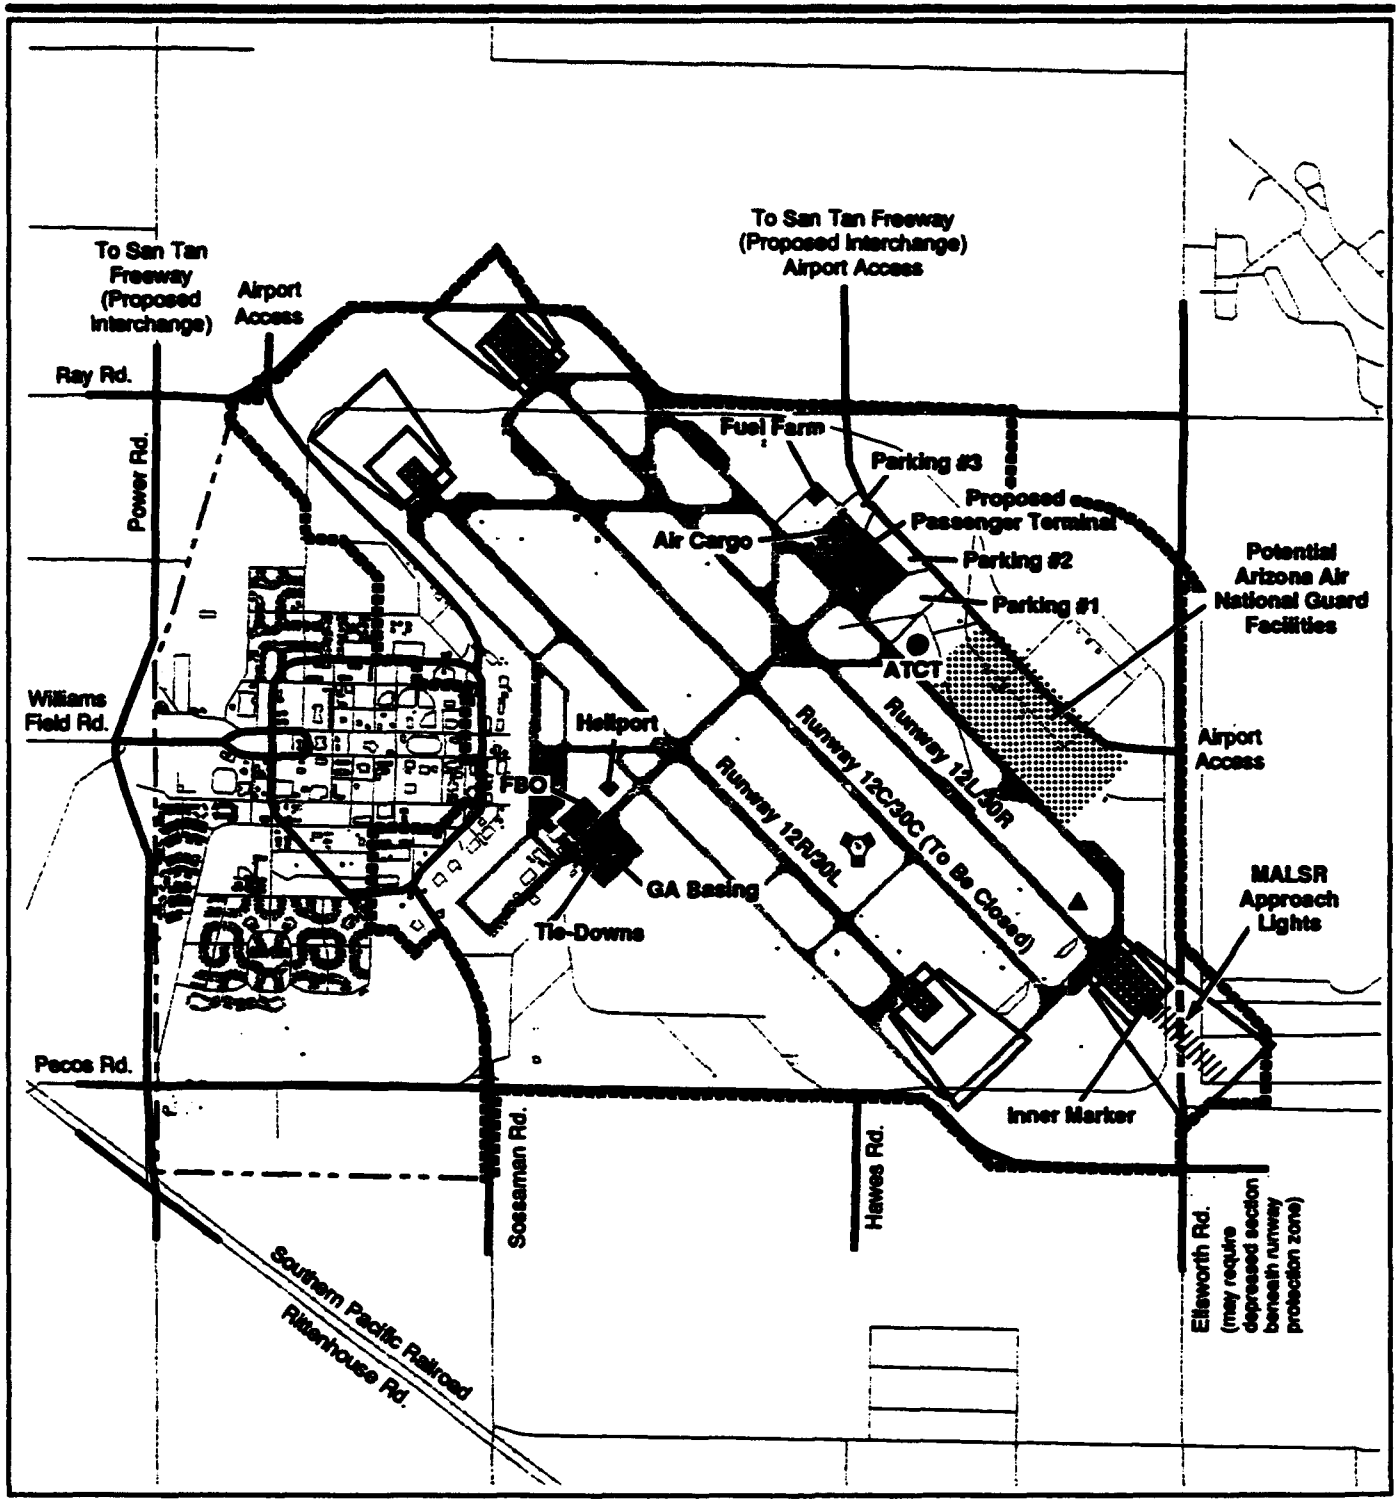 To San Tan Freeway
(Proposed Interchange)
Airport Access
To San Tan
Freeway
(Proposed
Interchange)
Airport
Access
Ray Rd.
Power Rd.
Fuel Farm
Parking #3
Proposed
Passenger Terminal
Air Cargo
Parking #2
Parking #1
Potential
Arizona Air
National Guard
Facilities
ATCT
Williams
Field Rd.
Heliport
FBO
Runway 12L/30R
Runway 12C/30C (To Be Closed)
Runway 12R/30L
Airport
Access
GA Basing
Tie-Downs
MALSR
Approach
Lights
Pecos Rd.
Inner Marker
Sossaman Rd.
Hawes Rd.
Ellsworth Rd.
(may require
depressed section
beneath runway
protection zone)
Southern Pacific Railroad
Rittenhouse Rd.